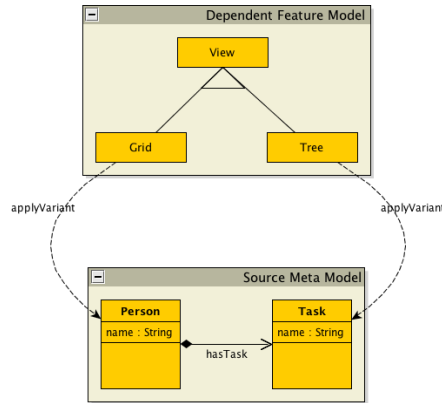 Dependent Feature Model
View
Grid
Tree
applyVariant
applyVariant
Source Meta Model
Person
Task
name : String
name : String
hasTask